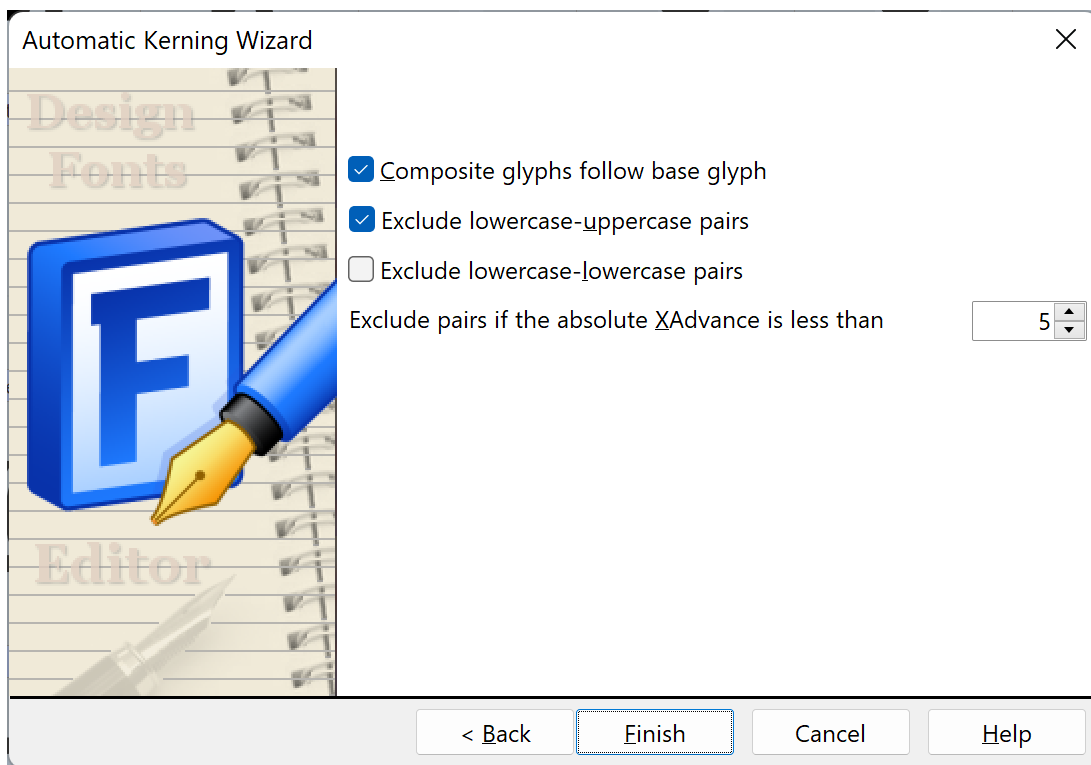 Automatic Kerning Wizard
Design
Fonts
F
Editor
Composite glyphs follow base glyph
Exclude lowercase-uppercase pairs
Exclude lowercase-lowercase pairs
Exclude pairs if the absolute XAdvance is less than 5
< Back Finish Cancel Help